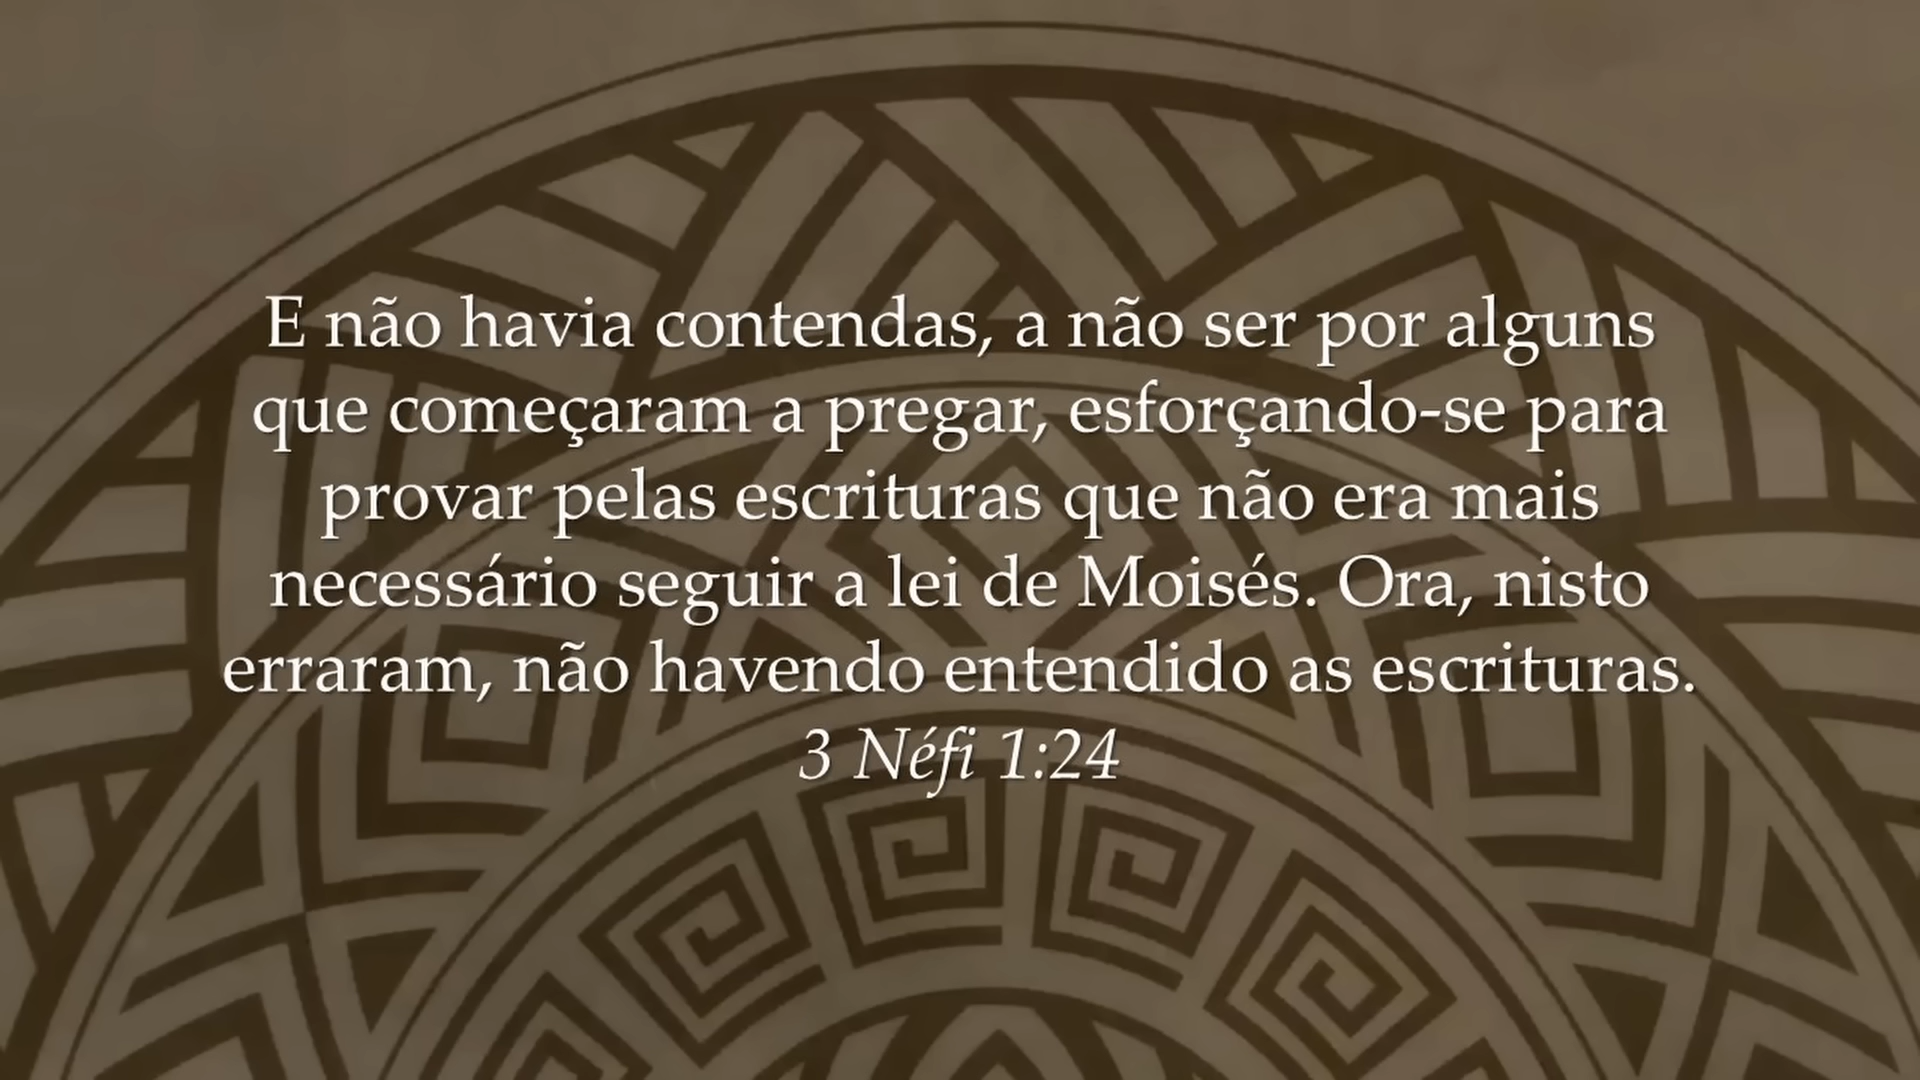 E não havia contendas, a não ser por alguns
que começaram a pregar, esforçando-se para
provar pelas escrituras que não era mais
necessário seguir a lei de Moisés. Ora, nisto
erraram, não havendo entendido as escrituras.
3 Néfi 1:24